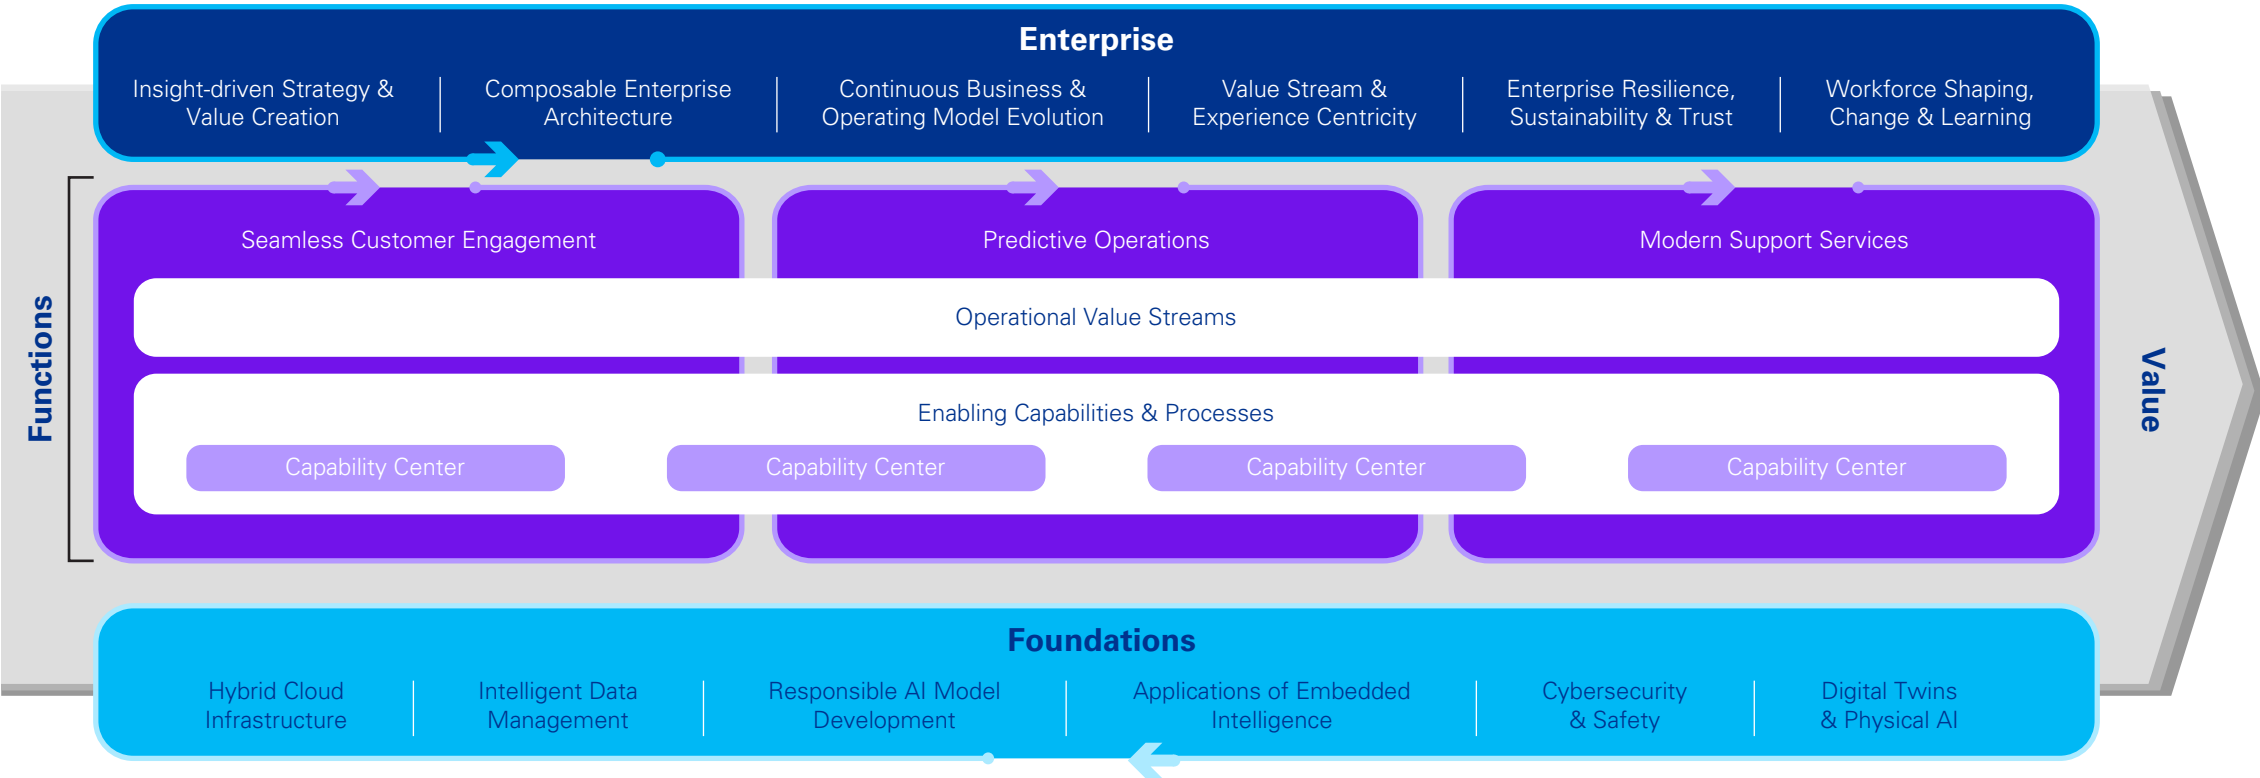 Enterprise
Insight-driven Strategy &
Value Creation
Composable Enterprise
Architecture
Continuous Business &
Operating Model Evolution
Value Stream &
Experience Centricity
Enterprise Resilience,
Sustainability & Trust
Workforce Shaping,
Change & Learning
Functions
Seamless Customer Engagement
Predictive Operations
Modern Support Services
Operational Value Streams
Enabling Capabilities & Processes
Capability Center
Capability Center
Capability Center
Capability Center
Value
Foundations
Hybrid Cloud
Infrastructure
Intelligent Data
Management
Responsible AI Model
Development
Applications of Embedded
Intelligence
Cybersecurity
& Safety
Digital Twins
& Physical AI